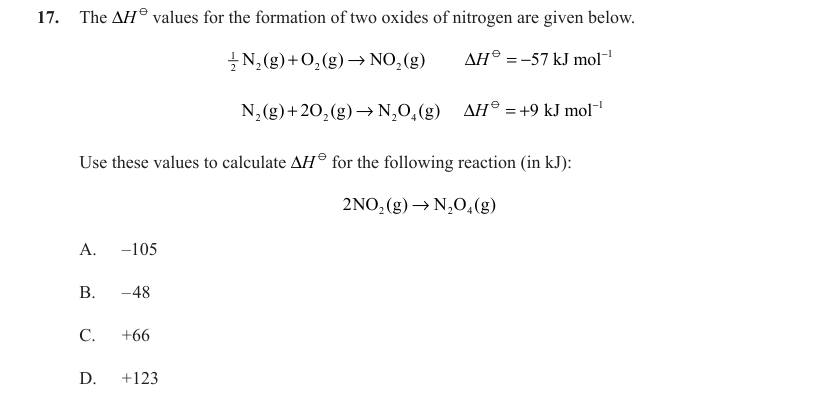 17. The ΔH⊖ values for the formation of two oxides of nitrogen are given below.
½ N₂(g)+O₂(g) → NO₂(g) ΔH⊖ = −57 kJ mol⁻¹
N₂(g)+2O₂(g) → N₂O₄(g) ΔH⊖ = +9 kJ mol⁻¹
Use these values to calculate ΔH⊖ for the following reaction (in kJ):
2NO₂(g) → N₂O₄(g)
A. −105
B. −48
C. +66
D. +123